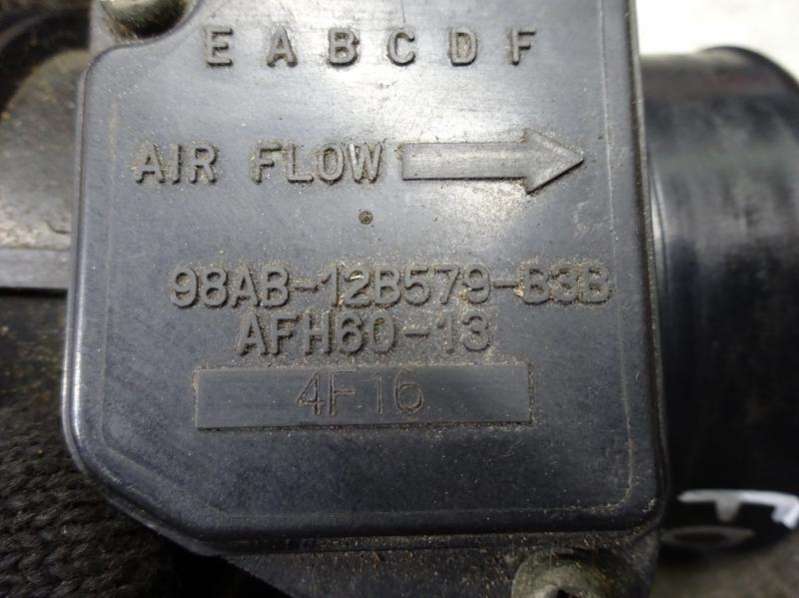 E A B C D F
AIR FLOW
98AB-12B579-B3B
AFH60-13
4F16